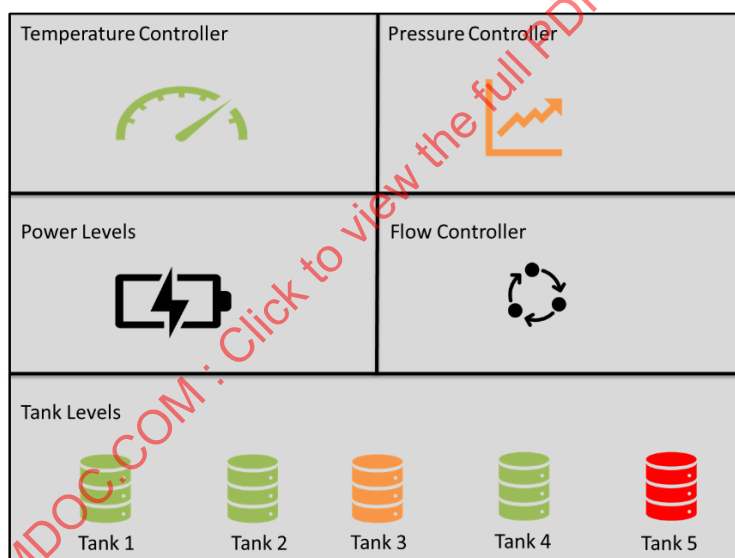 Temperature Controller
Pressure Controller
Power Levels
Flow Controller
Tank Levels
Tank 1
Tank 2
Tank 3
Tank 4
Tank 5
MDOC.COM : Click to view the full PDF